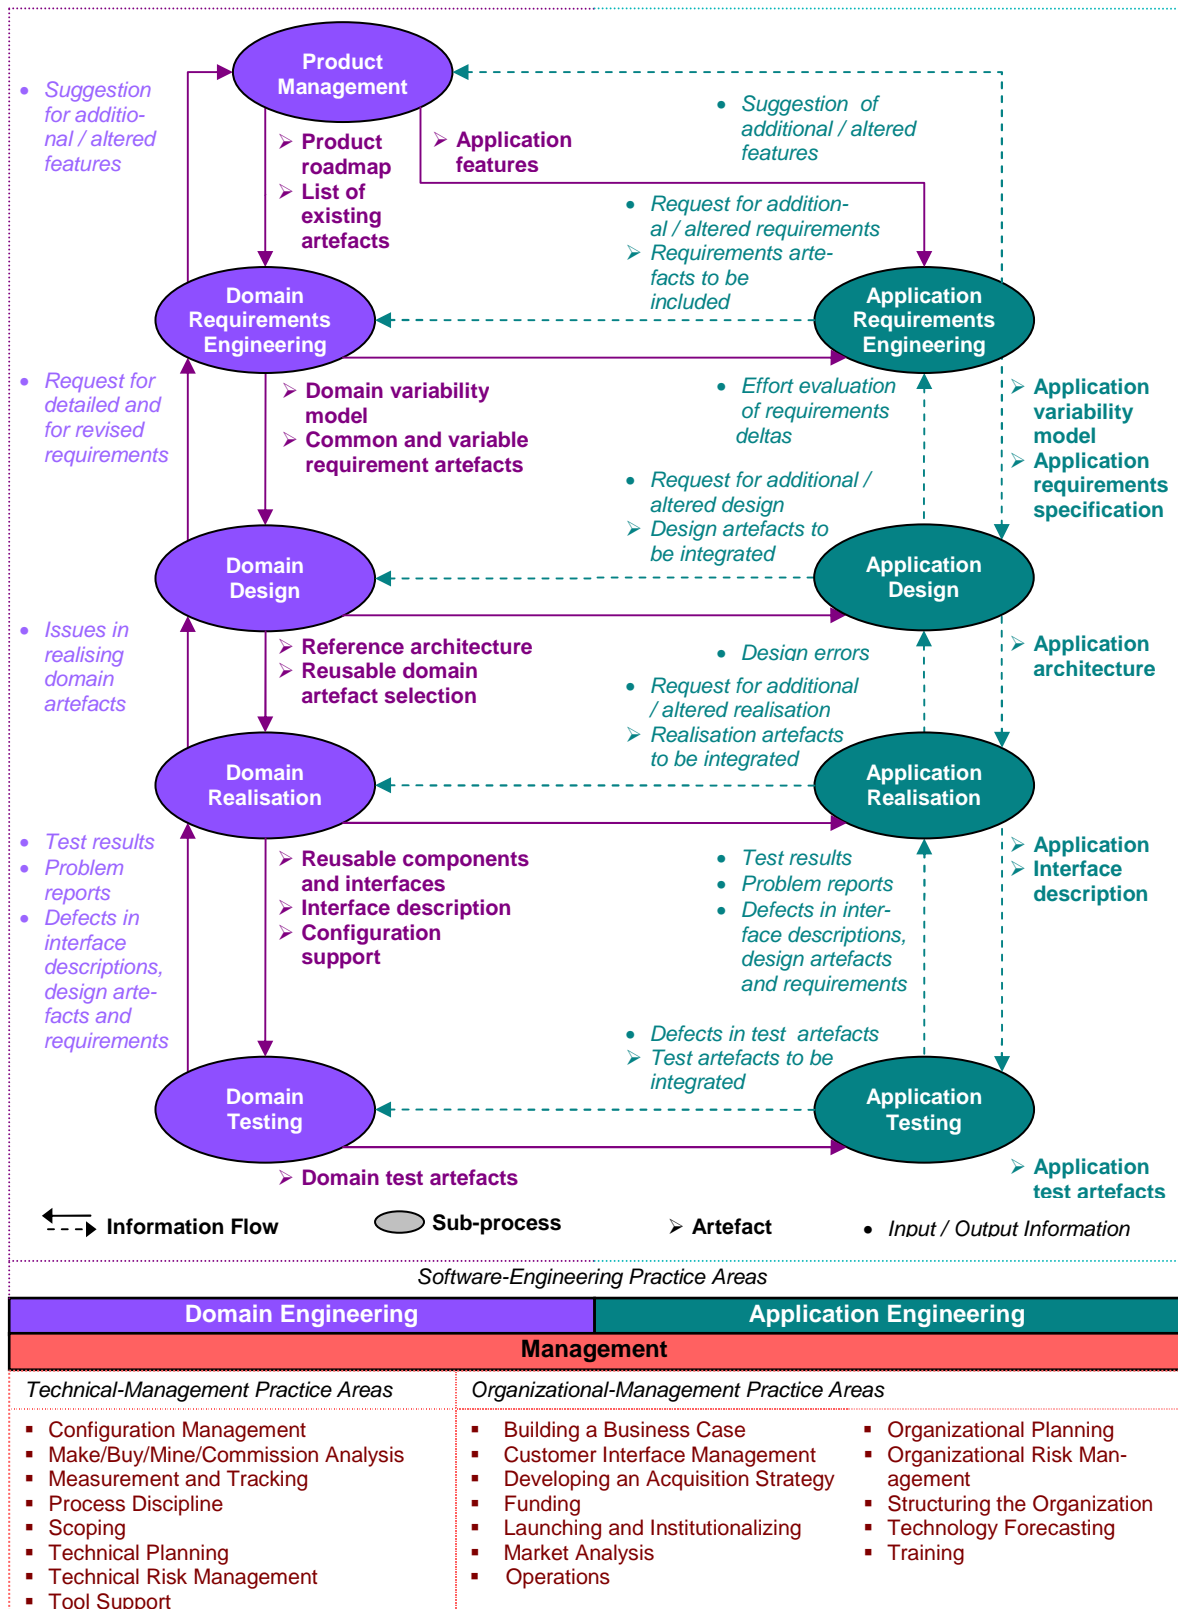 Product
Management
• Suggestion
for additio-
nal / altered
features
➢ Product
roadmap
➢ List of
existing
artefacts
➢ Application
features
• Suggestion of
additional / altered
features
• Request for addition-
al / altered requirements
➢ Requirements arte-
facts to be
included
Domain
Requirements
Engineering
Application
Requirements
Engineering
• Request for
detailed and
for revised
requirements
➢ Domain variability
model
➢ Common and variable
requirement artefacts
• Effort evaluation
of requirements
deltas
➢ Application
variability
model
➢ Application
requirements
specification
• Request for additional /
altered design
➢ Design artefacts to
be integrated
Domain
Design
Application
Design
• Issues in
realising
domain
artefacts
➢ Reference architecture
➢ Reusable domain
artefact selection
• Design errors
• Request for additional
/ altered realisation
➢ Realisation artefacts
to be integrated
➢ Application
architecture
Domain
Realisation
Application
Realisation
• Test results
• Problem
reports
• Defects in
interface
descriptions,
design arte-
facts and
requirements
➢ Reusable components
and interfaces
➢ Interface description
➢ Configuration
support
• Test results
• Problem reports
• Defects in inter-
face descriptions,
design artefacts
and requirements
➢ Application
➢ Interface
description
• Defects in test artefacts
➢ Test artefacts to be
integrated
Domain
Testing
Application
Testing
➢ Domain test artefacts
➢ Application
test artefacts
Information Flow
Sub-process
➢ Artefact
• Input / Output Information
Software-Engineering Practice Areas
Domain Engineering
Application Engineering
Management
Technical-Management Practice Areas
▪ Configuration Management
▪ Make/Buy/Mine/Commission Analysis
▪ Measurement and Tracking
▪ Process Discipline
▪ Scoping
▪ Technical Planning
▪ Technical Risk Management
▪ Tool Support
Organizational-Management Practice Areas
▪ Building a Business Case
▪ Customer Interface Management
▪ Developing an Acquisition Strategy
▪ Funding
▪ Launching and Institutionalizing
▪ Market Analysis
▪ Operations
▪ Organizational Planning
▪ Organizational Risk Man-
agement
▪ Structuring the Organization
▪ Technology Forecasting
▪ Training